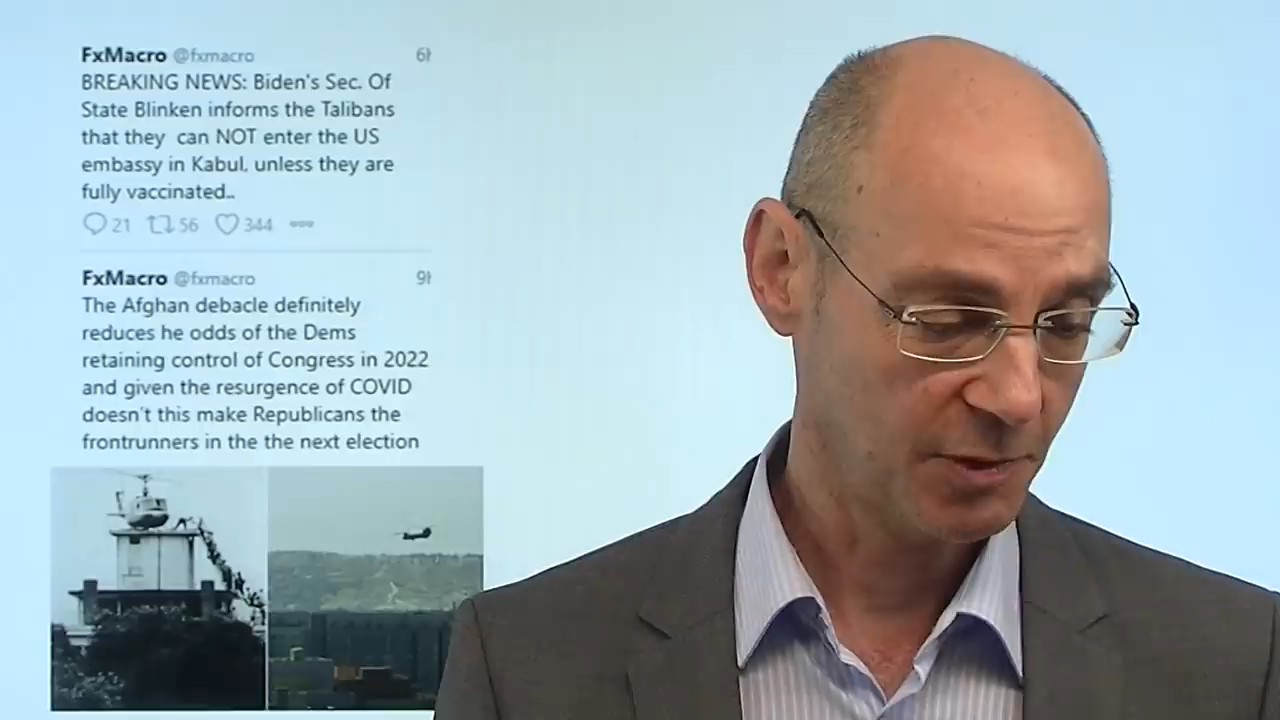 FxMacro @fxmacro 6h
BREAKING NEWS: Biden's Sec. Of
State Blinken informs the Talibans
that they can NOT enter the US
embassy in Kabul, unless they are
fully vaccinated..
21 56 344
FxMacro @fxmacro 9h
The Afghan debacle definitely
reduces he odds of the Dems
retaining control of Congress in 2022
and given the resurgence of COVID
doesn't this make Republicans the
frontrunners in the the next election